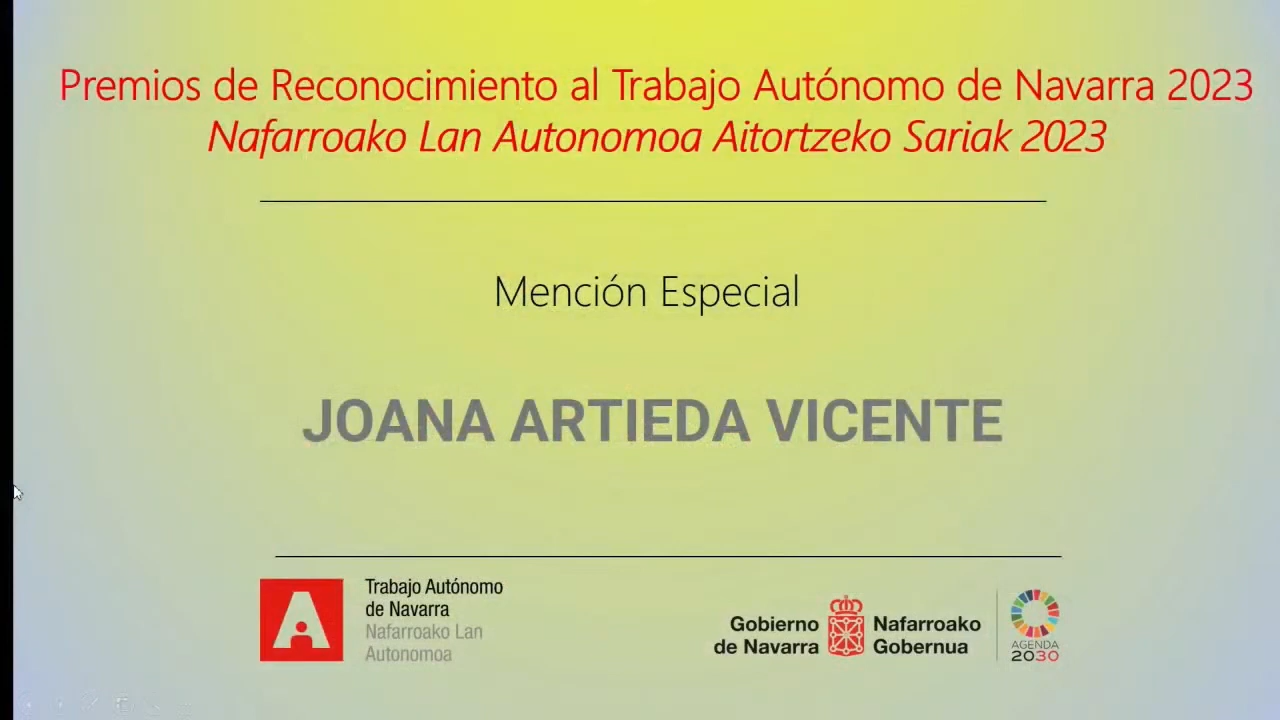 Premios de Reconocimiento al Trabajo Autónomo de Navarra 2023
Nafarroako Lan Autonomoa Aitortzeko Sariak 2023
Mención Especial
JOANA ARTIEDA VICENTE
A
Trabajo Autónomo
de Navarra
Nafarroako Lan
Autonomoa
Gobierno
de Navarra
Nafarroako
Gobernua
AGENDA
2030